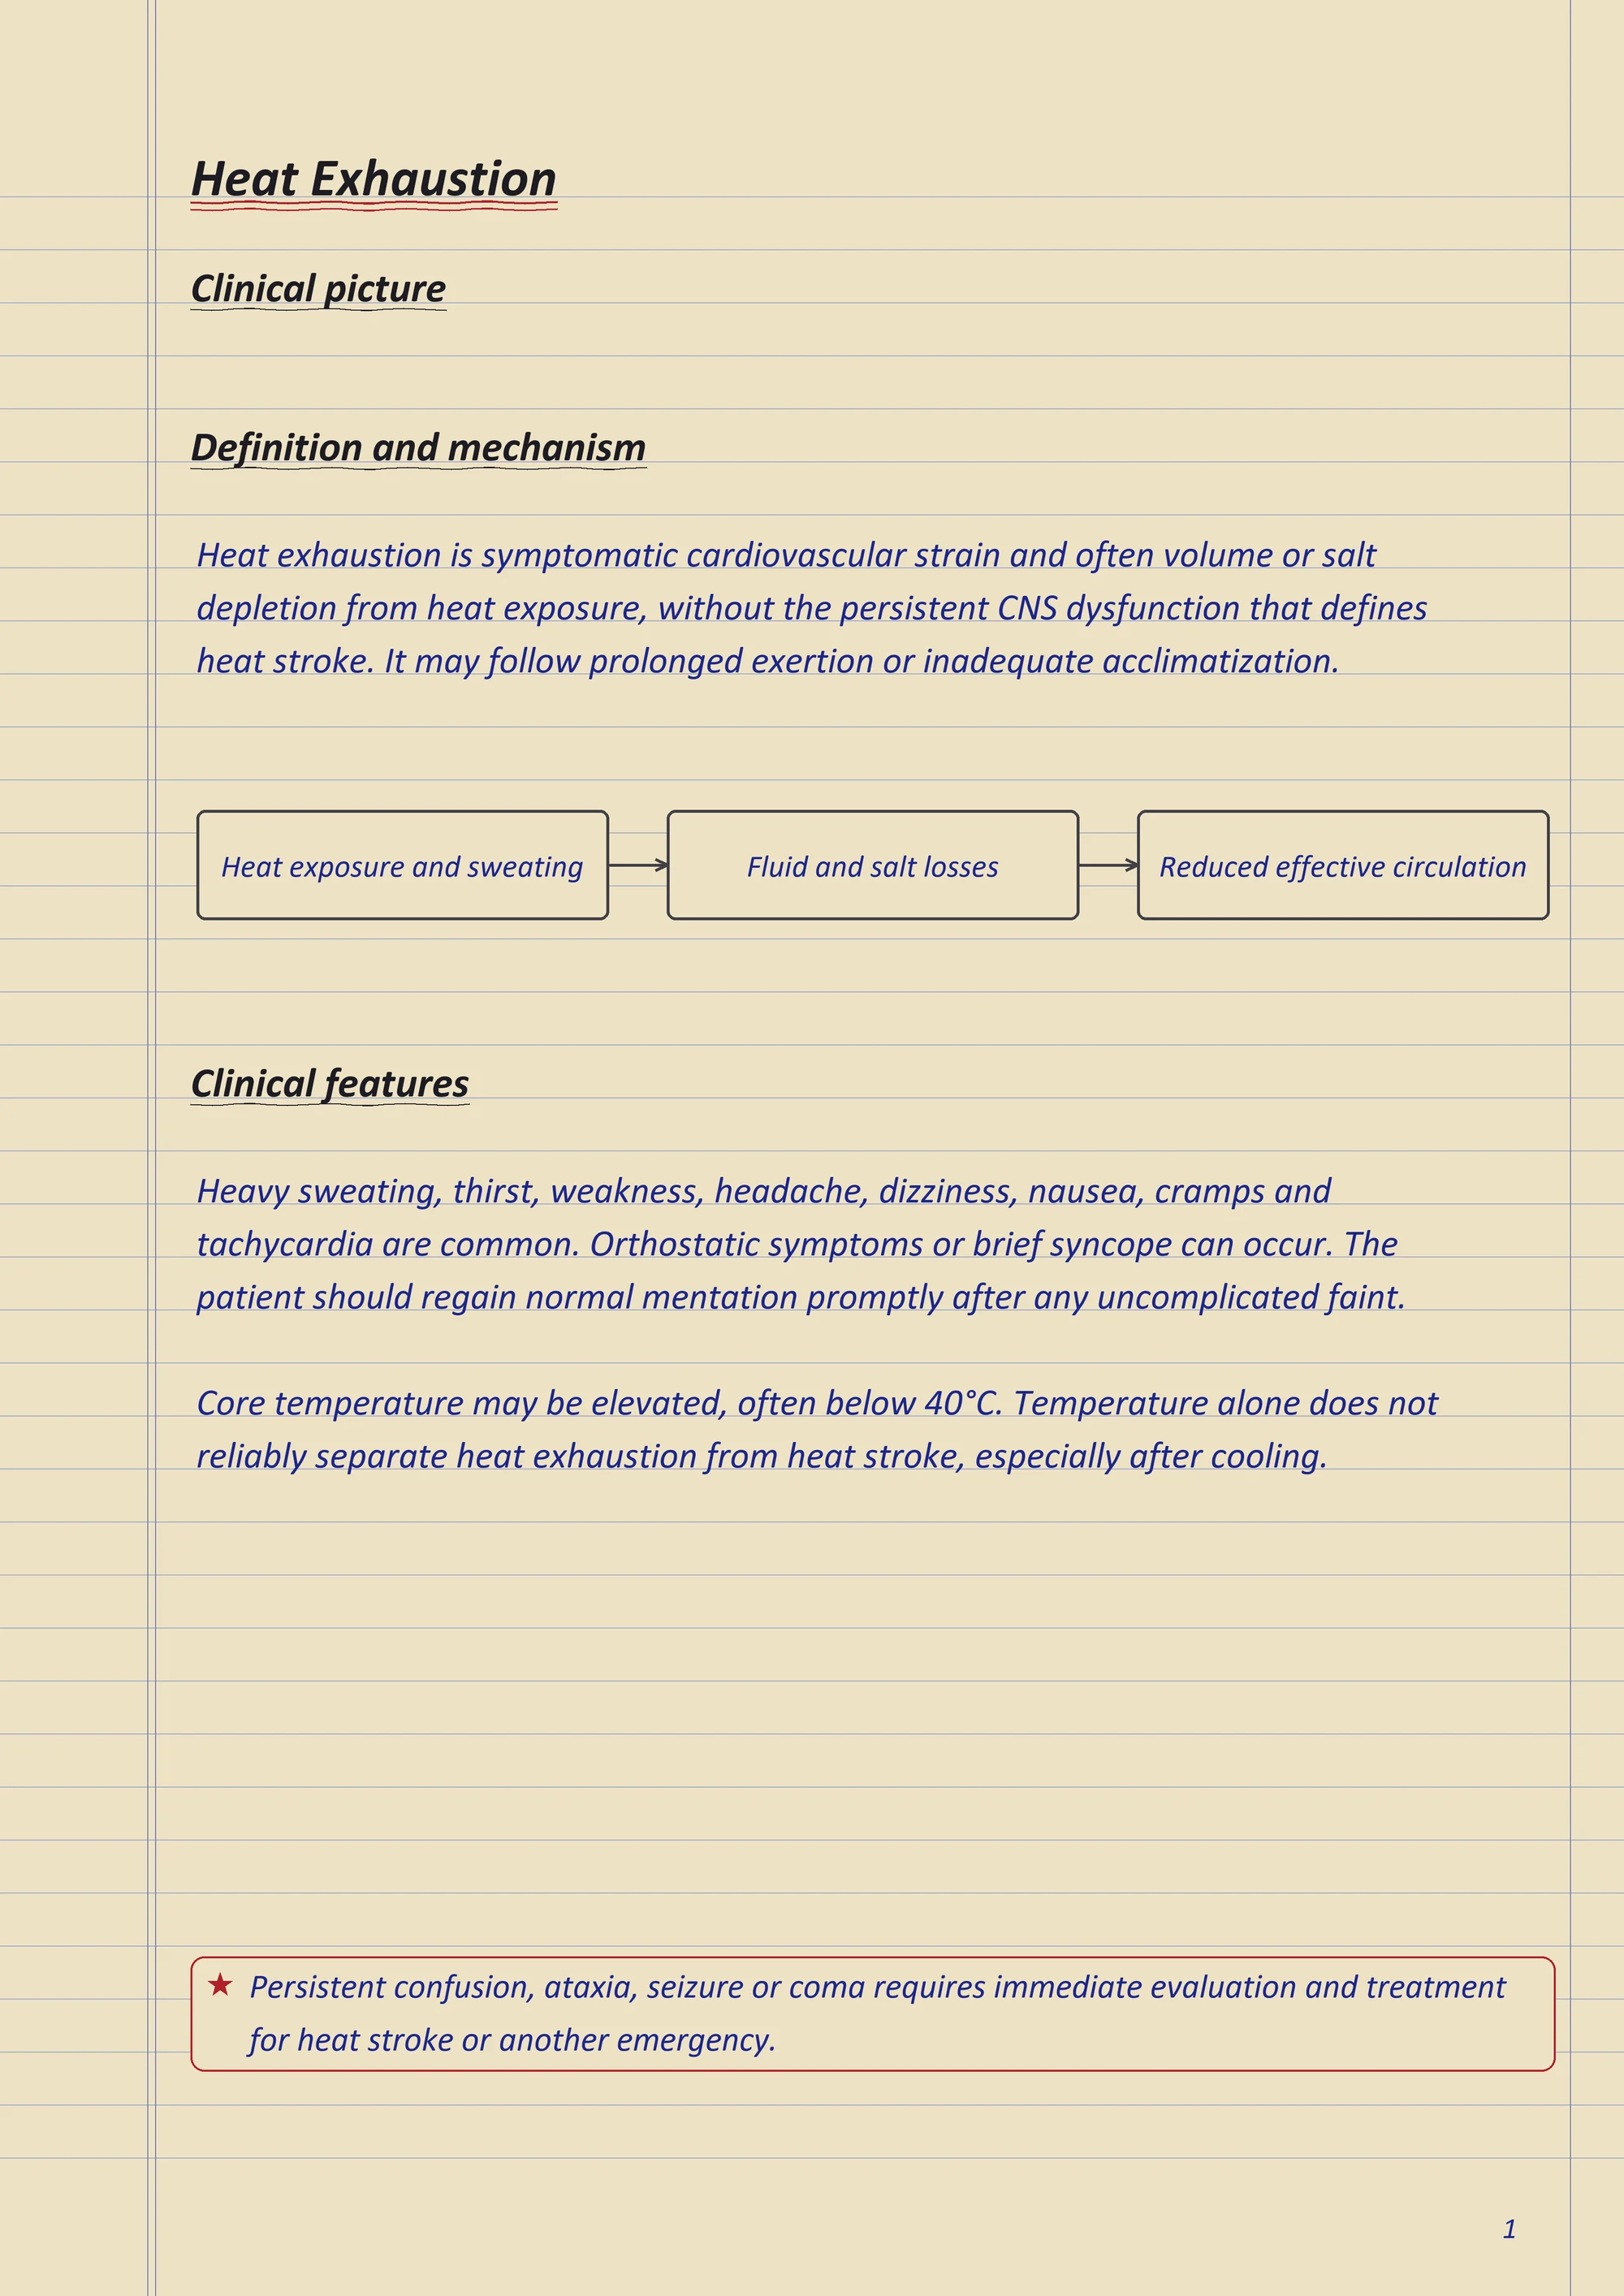 Heat Exhaustion
Clinical picture
Definition and mechanism
Heat exhaustion is symptomatic cardiovascular strain and often volume or salt
depletion from heat exposure, without the persistent CNS dysfunction that defines
heat stroke. It may follow prolonged exertion or inadequate acclimatization.
Heat exposure and sweating
Fluid and salt losses
Reduced effective circulation
Clinical features
Heavy sweating, thirst, weakness, headache, dizziness, nausea, cramps and
tachycardia are common. Orthostatic symptoms or brief syncope can occur. The
patient should regain normal mentation promptly after any uncomplicated faint.
Core temperature may be elevated, often below 40°C. Temperature alone does not
reliably separate heat exhaustion from heat stroke, especially after cooling.
★ Persistent confusion, ataxia, seizure or coma requires immediate evaluation and treatment
for heat stroke or another emergency.
1